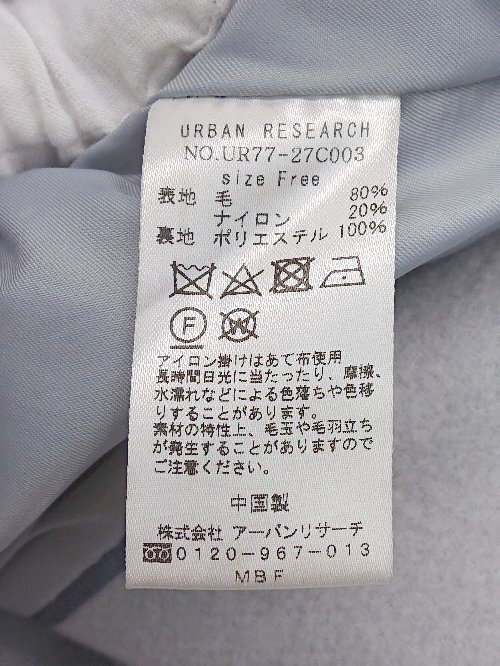 URBAN RESEARCH
NO.UR77-27C003
size Free
表地 毛 80%
ナイロン 20%
裏地 ポリエステル 100%
F W
アイロン掛けはあて布使用
長時間日光に当たったり、摩擦、
水濡れなどによる色落ちや色移
りすることがあります。
素材の特性上、毛玉や毛羽立ち
が発生することがありますので
ご注意ください。
中国製
株式会社 アーバンリサーチ
0120-967-013
MBF